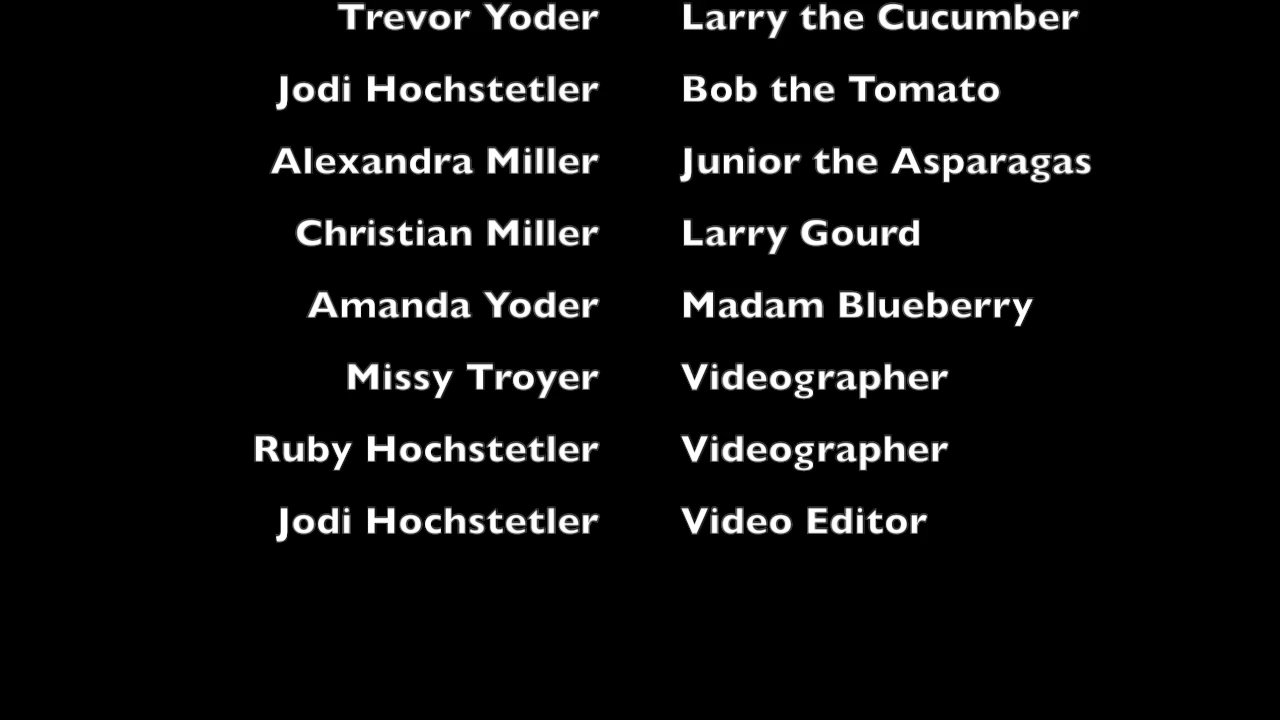 Trevor Yoder Larry the Cucumber
Jodi Hochstetler Bob the Tomato
Alexandra Miller Junior the Asparagas
Christian Miller Larry Gourd
Amanda Yoder Madam Blueberry
Missy Troyer Videographer
Ruby Hochstetler Videographer
Jodi Hochstetler Video Editor